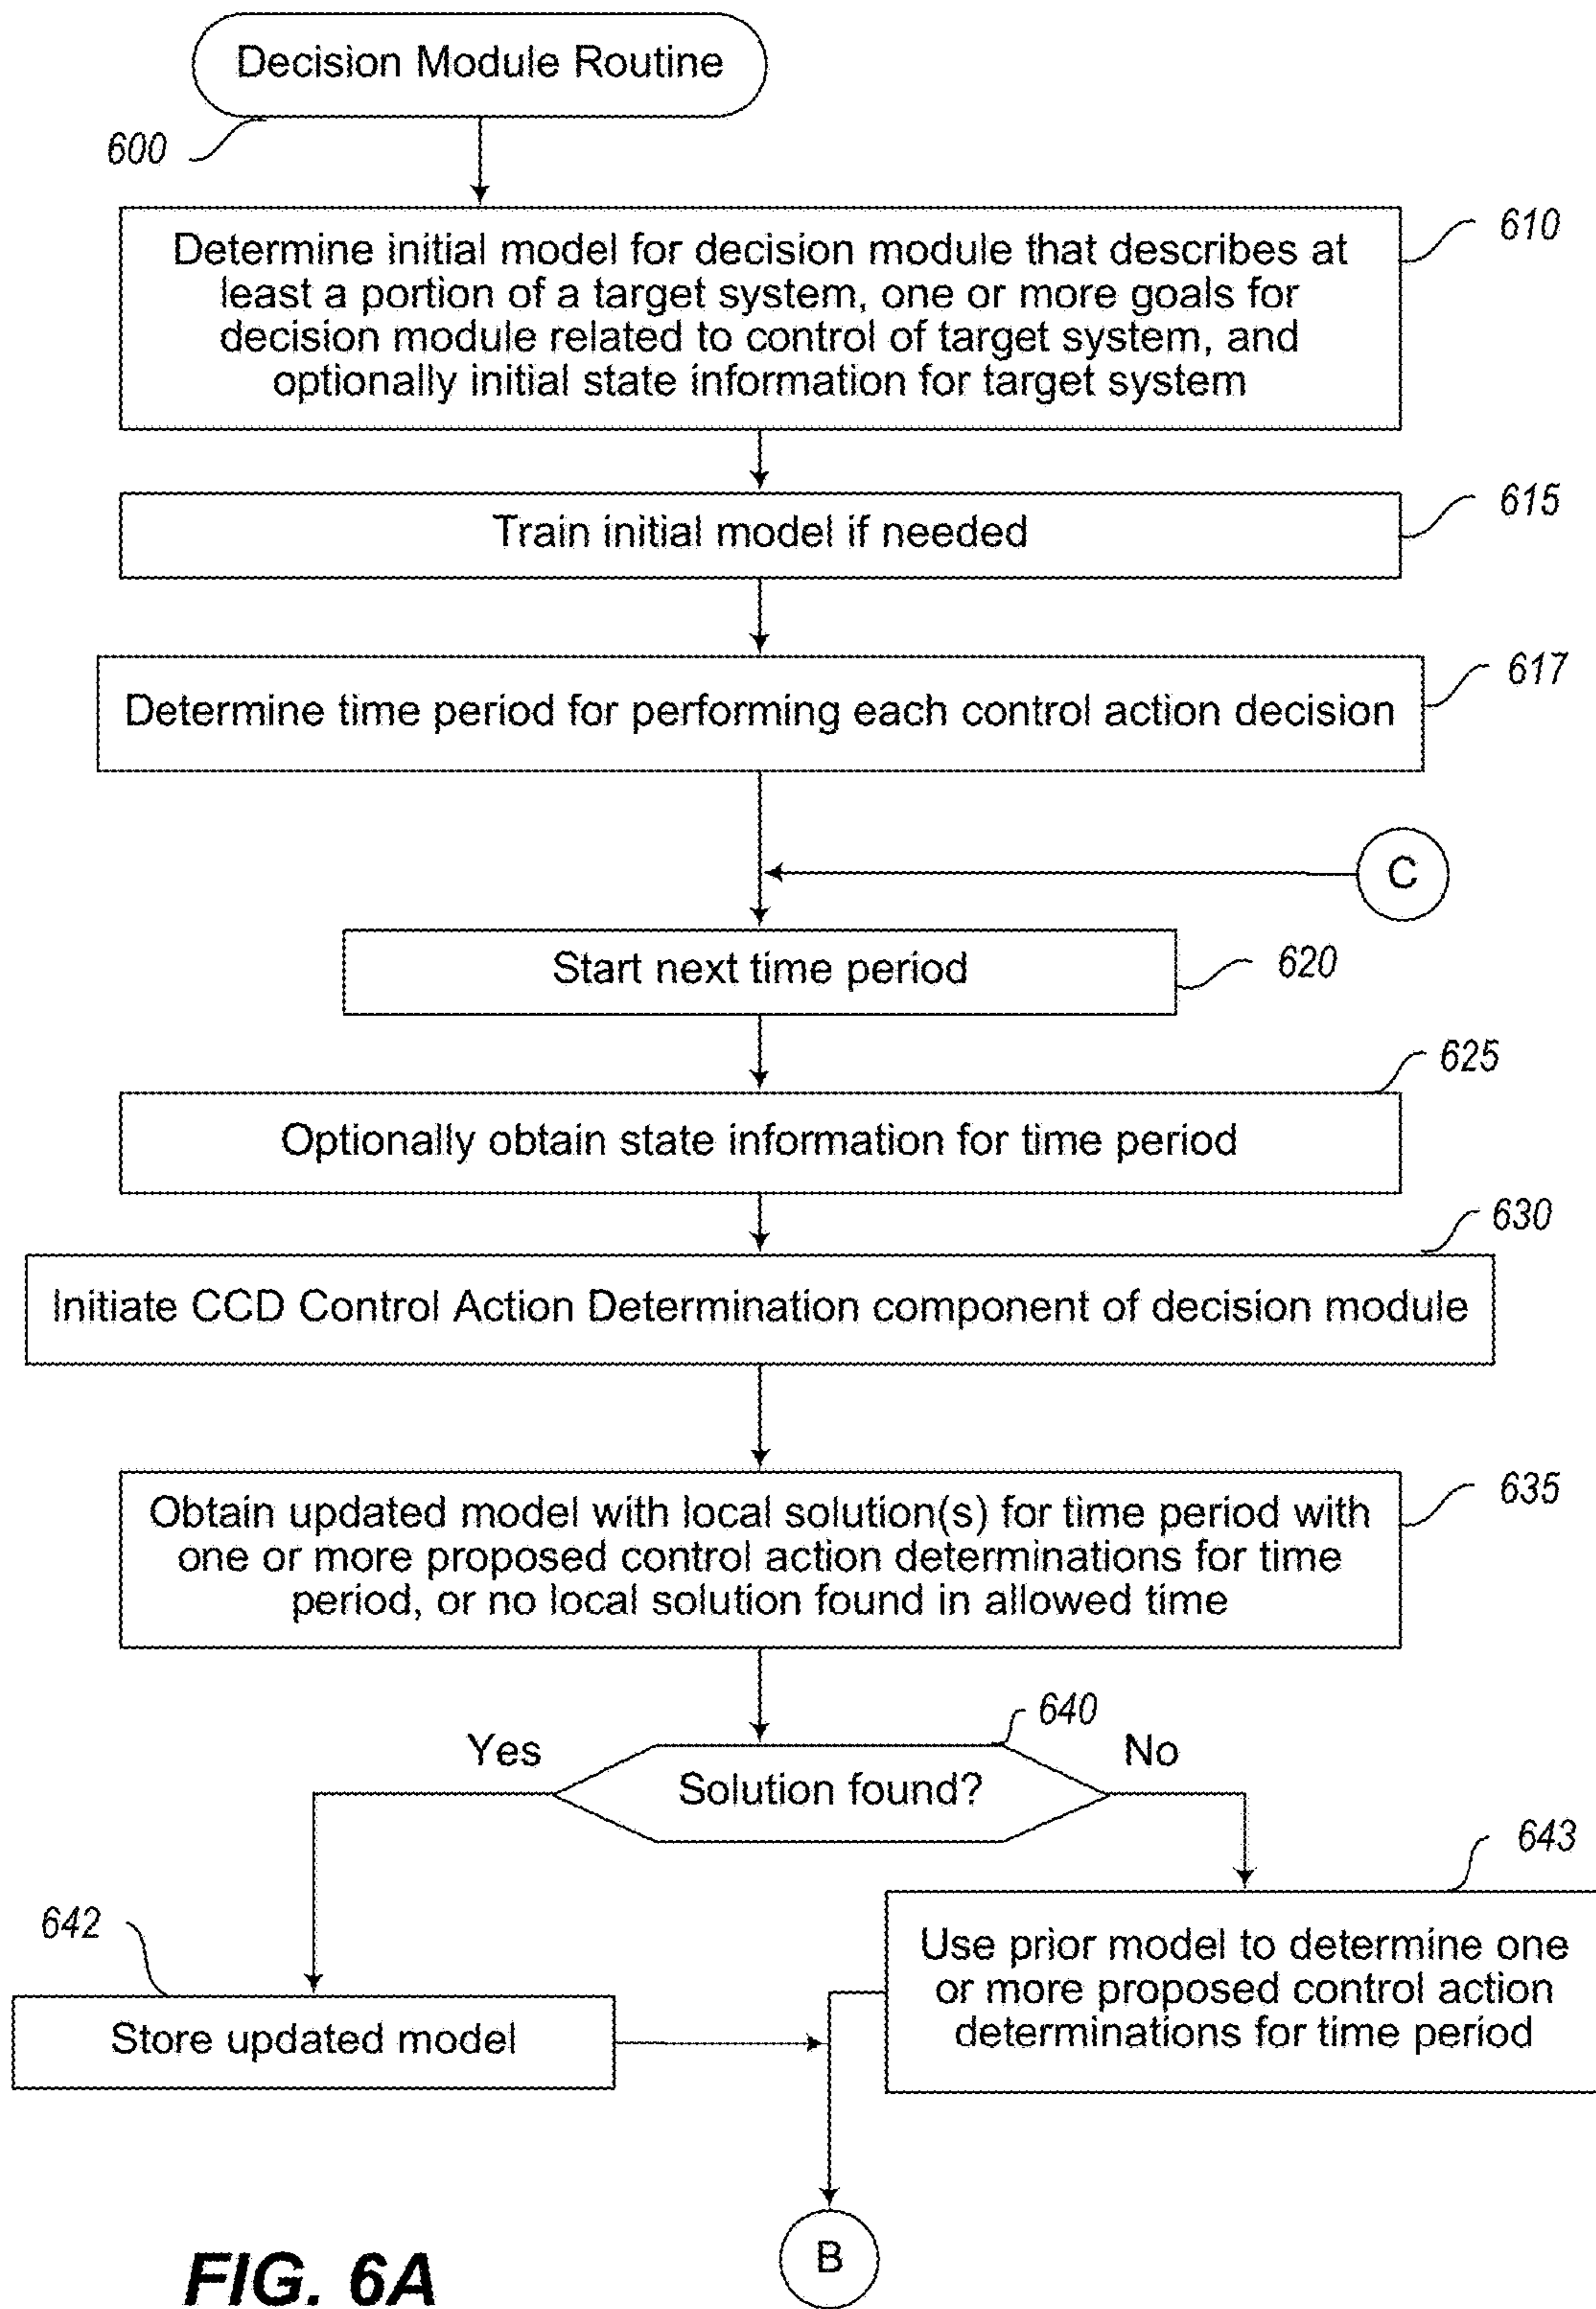 Decision Module Routine
600
610
Determine initial model for decision module that describes at
least a portion of a target system, one or more goals for
decision module related to control of target system, and
optionally initial state information for target system
615
Train initial model if needed
617
Determine time period for performing each control action decision
C
Start next time period
620
625
Optionally obtain state information for time period
630
Initiate CCD Control Action Determination component of decision module
635
Obtain updated model with local solution(s) for time period with
one or more proposed control action determinations for time
period, or no local solution found in allowed time
640
Yes
No
Solution found?
643
642
Use prior model to determine one
or more proposed control action
determinations for time period
Store updated model
B
FIG. 6A